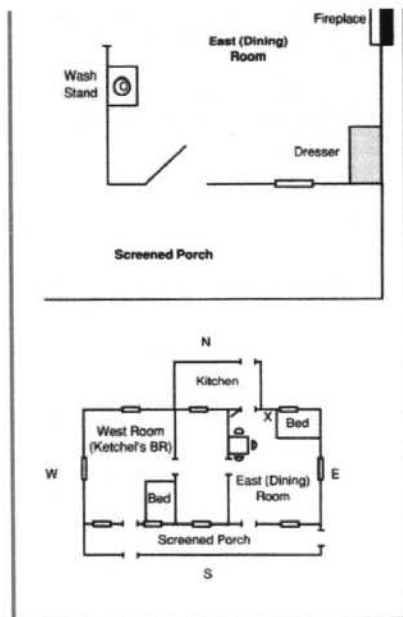 Fireplace
East (Dining)
Room
Wash
Stand
Dresser
Screened Porch
N
Kitchen
West Room
(Ketchel's BR)
X
Bed
W
E
East (Dining)
Room
Bed
Screened Porch
S